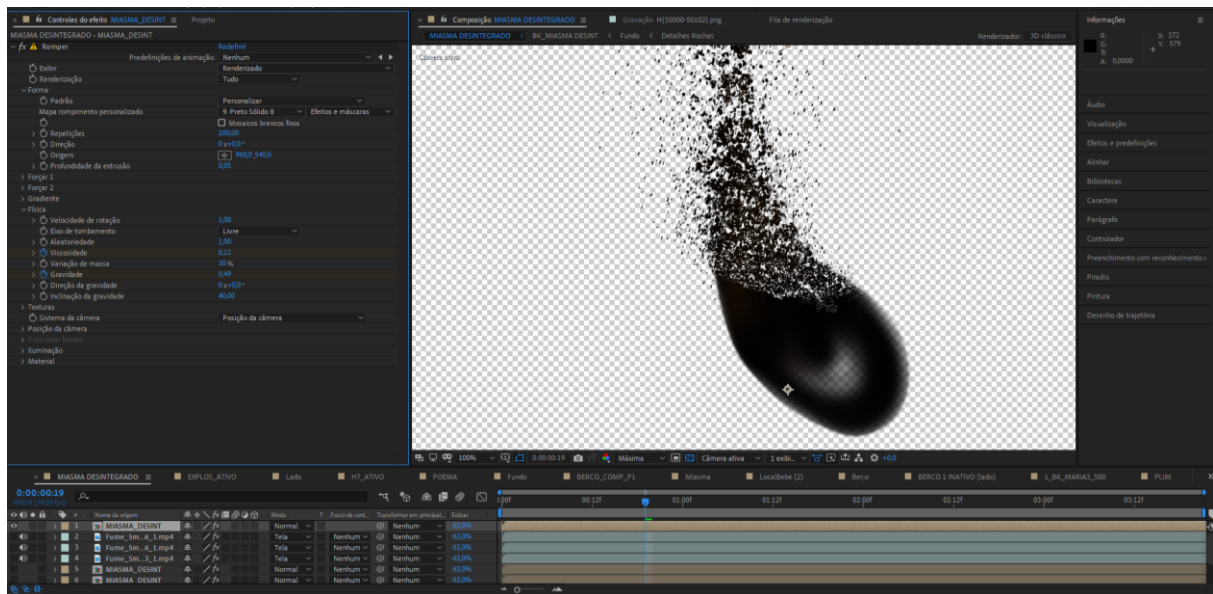 Controles do efeito MIASMA_DESINT
Projeto
MIASMA DESINTEGRADO - MIASMA_DESINT
fx Romper
Redefinir
Predefinições de animação: Nenhum
Exibir Renderizado
Renderização Tudo
Forma
Padrão Personalizar
Mapa rompimento personalizado 9. Preto Sólido 8 Efeitos e máscaras
Mosaicos brancos fixos
Repetições 200,00
Direção 0x+0,0°
Origem 960,0, 540,0
Profundidade da extrusão 0,05
Forçar 1
Forçar 2
Gradiente
Física
Velocidade de rotação 1,00
Eixo de tombamento Livre
Aleatoriedade 1,00
Viscosidade 0,12
Variação de massa 30 %
Gravidade 0,49
Direção da gravidade 0x+0,0°
Inclinação da gravidade 40,00
Texturas
Sistema da câmera Posição da câmera
Posição da câmera
Iluminação
Material
Composição MIASMA DESINTEGRADO
Gravação H[50000-50102].png
Fila de renderização
MIASMA DESINTEGRADO
BK_MIASMA DESINT
Fundo
Detalhes Rochas
Renderizador: 3D clássico
Câmera ativa
100%
0:00:00:19
Máxima
Câmera ativa
1 exibi...
+0,0
Informações
R: X: 372
G: Y: 579
B:
A: 0,0000
Áudio
Visualização
Efeitos e predefinições
Alinhar
Bibliotecas
Caractere
Parágrafo
Controlador
Preenchimento com reconhecimento
Pincéis
Pintura
Desenho de trajetória
MIASMA DESINTEGRADO
EXPLOS_ATIVO
Lado
H7_ATIVO
POEMA
Fundo
BERCO_COMP_P1
Miasma
LocalBebe (2)
BERCO 1 INATIVO (lado)
1_BK_MARIA3_500
PLIM
0:00:00:19
:00f 00:12f 01:00f 01:12f 02:00f 02:12f 03:00f 03:12f
Nome da origem Modo T Fosco de cont... Transformar em principal... Esticar
1 MIASMA_DESINT Normal Nenhum 62,0%
2 Fume_Sm...6_1.mp4 Tela Nenhum Nenhum 62,0%
3 Fume_Sm...6_1.mp4 Tela Nenhum Nenhum 62,0%
4 Fume_Sm...3_1.mp4 Tela Nenhum Nenhum 62,0%
5 MIASMA_DESINT Normal Nenhum Nenhum 62,0%
6 MIASMA_DESINT Normal Nenhum Nenhum 62,0%